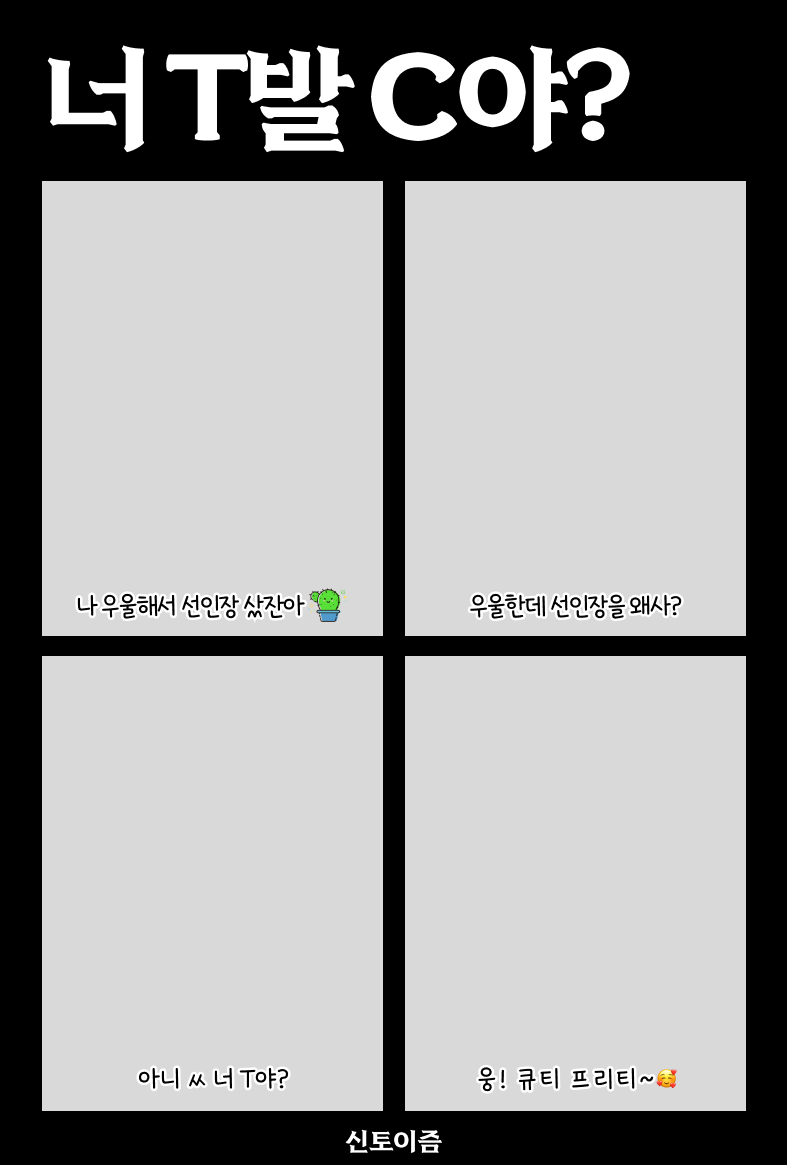 너 T발 C야?
나 우울해서 선인장 샀잖아
우울한데 선인장을 왜사?
아니 ㅆ 너 T야?
웅! 큐티 프리티~🥰
신토이즘